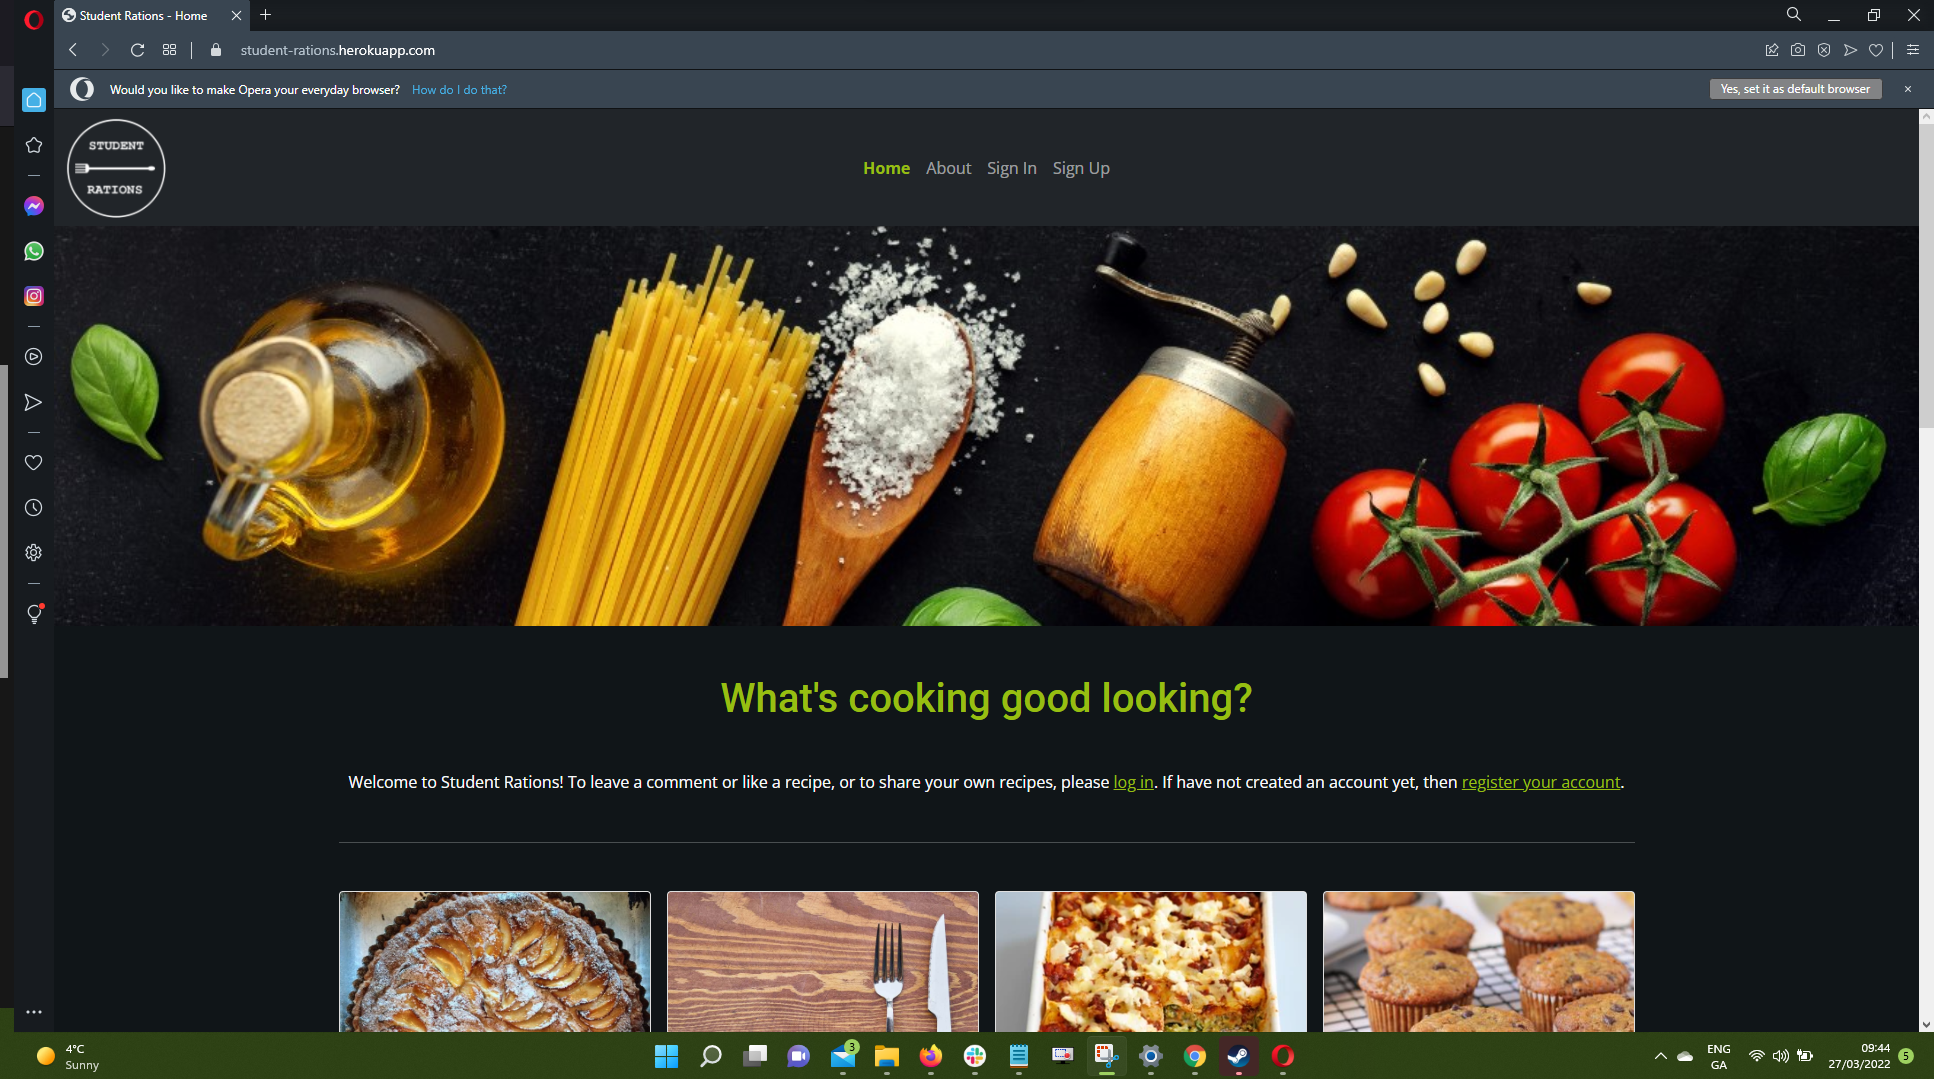 Student Rations - Home
student-rations.herokuapp.com
Would you like to make Opera your everyday browser? How do I do that?
Yes, set it as default browser
STUDENT
RATIONS
Home About Sign In Sign Up
What's cooking good looking?
Welcome to Student Rations! To leave a comment or like a recipe, or to share your own recipes, please log in. If have not created an account yet, then register your account.
4°C
Sunny
3
ENG
GA
09:44
27/03/2022
5